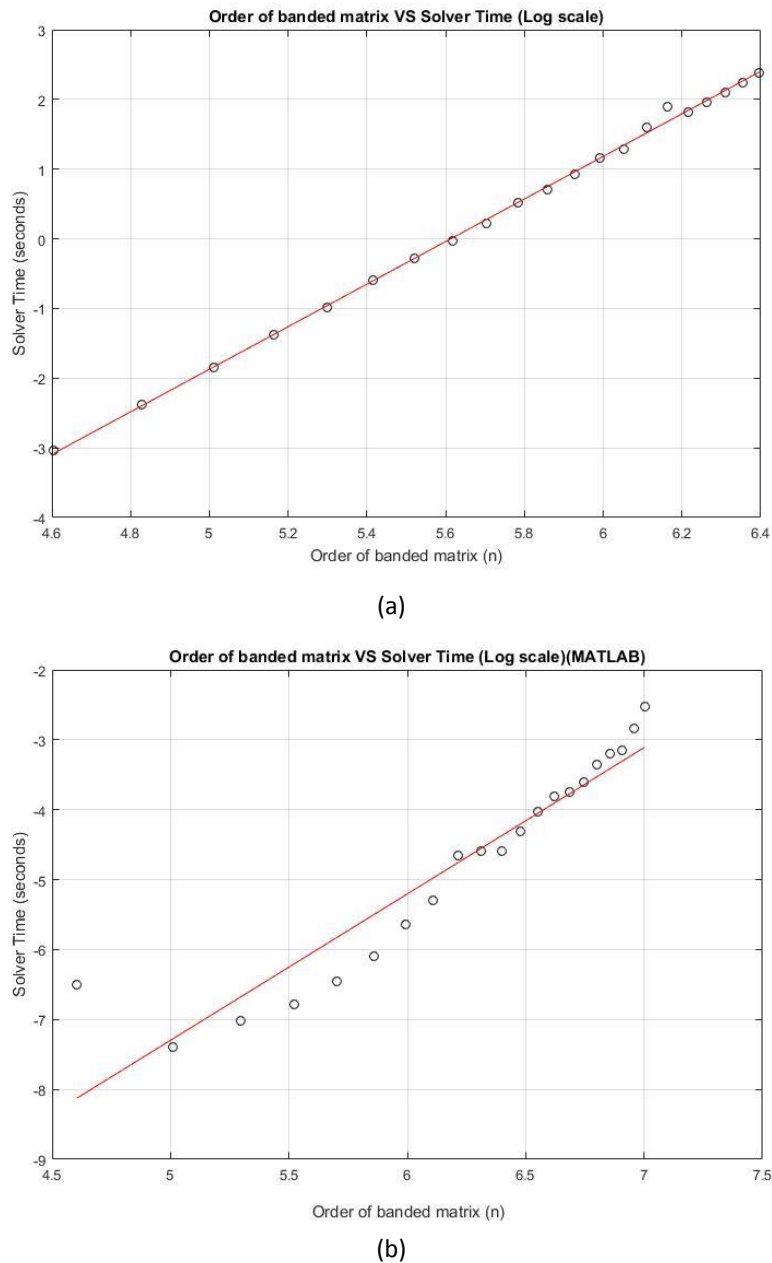 Order of banded matrix VS Solver Time (Log scale)
3
2
1
0
-1
-2
-3
-4
Solver Time (seconds)
4.6 4.8 5 5.2 5.4 5.6 5.8 6 6.2 6.4
Order of banded matrix (n)
(a)
Order of banded matrix VS Solver Time (Log scale)(MATLAB)
-2
-3
-4
-5
-6
-7
-8
-9
Solver Time (seconds)
4.5 5 5.5 6 6.5 7 7.5
Order of banded matrix (n)
(b)